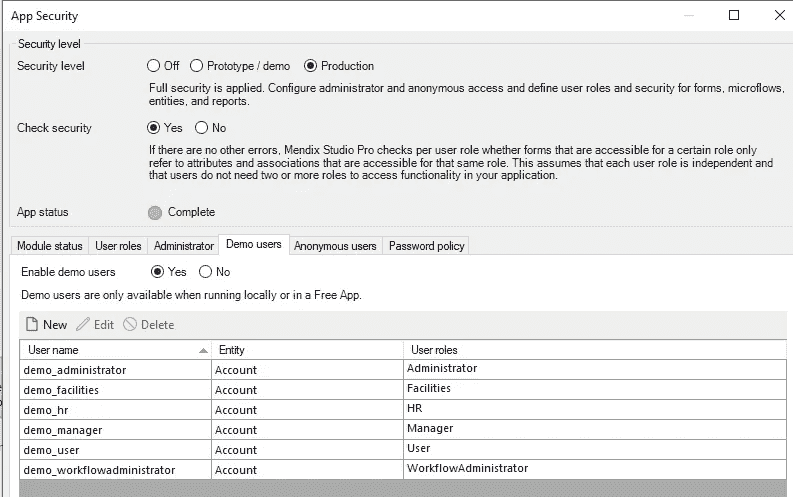 App Security
Security level
Security level Off Prototype / demo Production
Full security is applied. Configure administrator and anonymous access and define user roles and security for forms, microflows,
entities, and reports.
Check security Yes No
If there are no other errors, Mendix Studio Pro checks per user role whether forms that are accessible for a certain role only
refer to attributes and associations that are accessible for that same role. This assumes that each user role is independent and
that users do not need two or more roles to access functionality in your application.
App status Complete
Module status User roles Administrator Demo users Anonymous users Password policy
Enable demo users Yes No
Demo users are only available when running locally or in a Free App.
New Edit Delete
User name Entity User roles
demo_administrator Account Administrator
demo_facilities Account Facilities
demo_hr Account HR
demo_manager Account Manager
demo_user Account User
demo_workflowadministrator Account WorkflowAdministrator